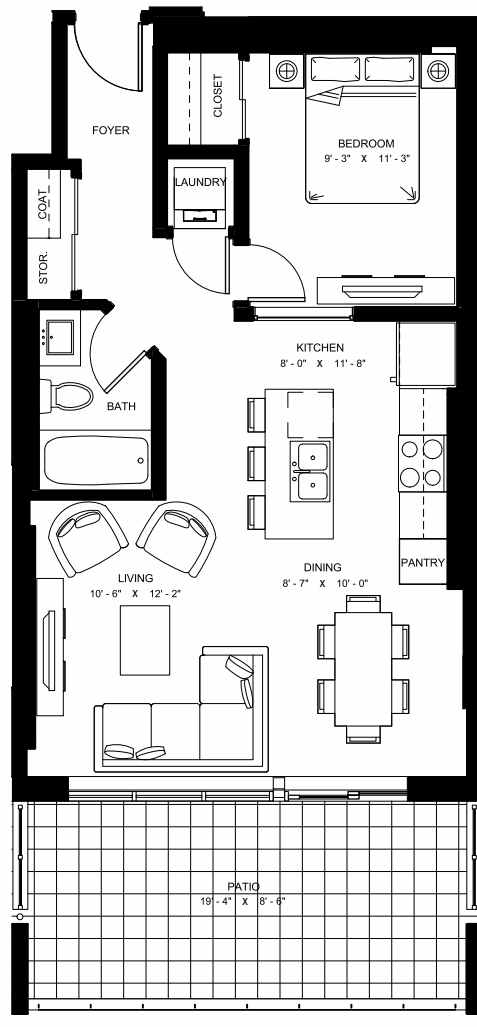 FOYER
CLOSET
BEDROOM
9' - 3" X 11' - 3"
LAUNDRY
COAT
STOR.
KITCHEN
8' - 0" X 11' - 8"
BATH
PANTRY
DINING
8' - 7" X 10' - 0"
LIVING
10' - 6" X 12' - 2"
PATIO
19' - 4" X 8' - 6"